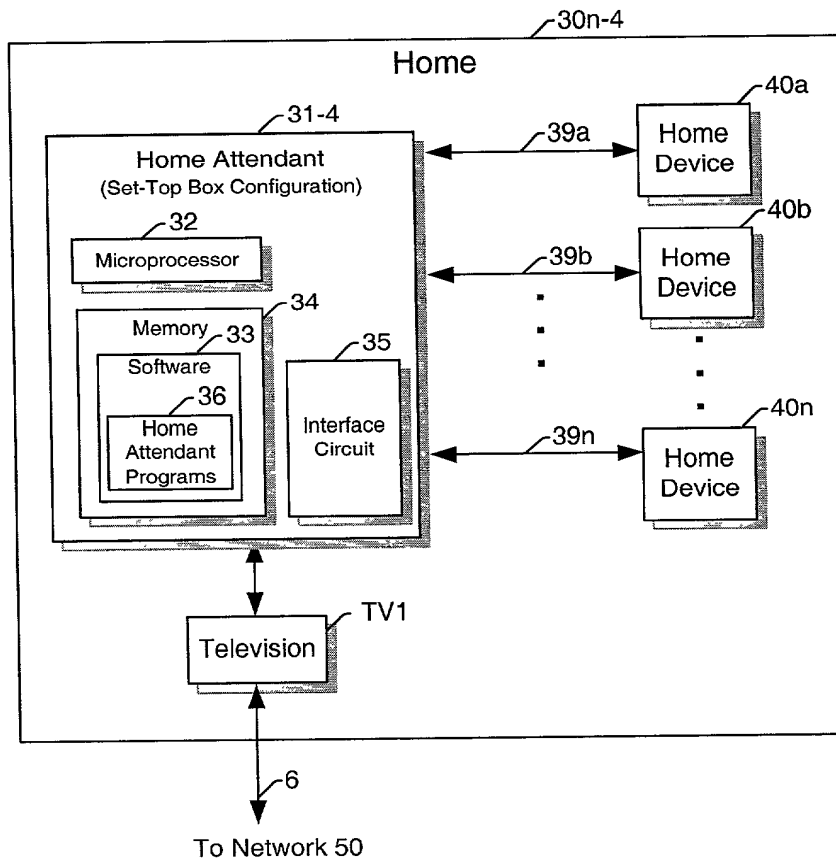 30n-4
Home
31-4
Home Attendant
(Set-Top Box Configuration)
32
Microprocessor
34
Memory
33
Software
36
Home
Attendant
Programs
35
Interface
Circuit
39a
40a
Home
Device
39b
40b
Home
Device
39n
40n
Home
Device
TV1
Television
6
To Network 50